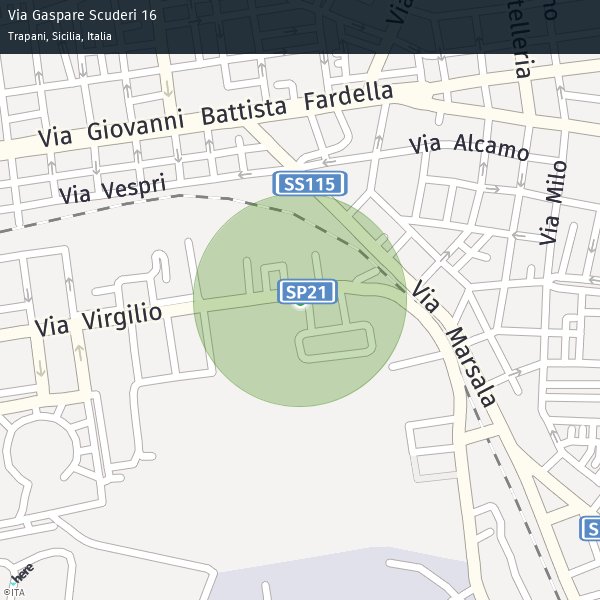 Via Gaspare Scuderi 16
Trapani, Sicilia, Italia
Via Giovanni Battista Fardella
Via Alcamo
Via Vespri
SS115
Via Milo
SP21
Via Virgilio
Via Marsala
here
©ITA